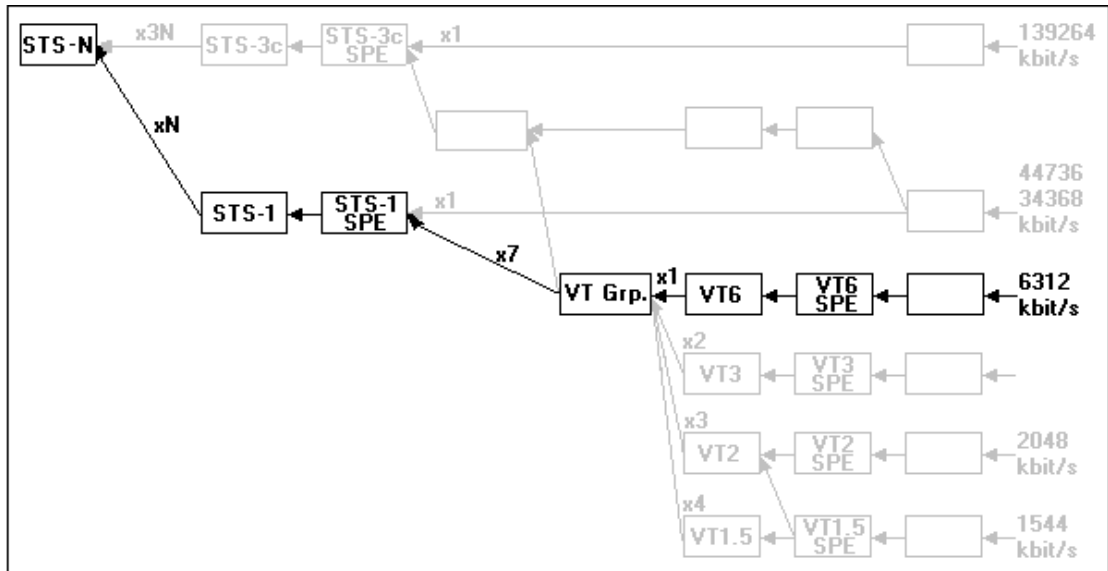 STS-N
x3N
STS-3c
STS-3c
SPE
x1
139264
kbit/s
xN
44736
34368
kbit/s
STS-1
STS-1
SPE
x1
x7
VT Grp.
x1
VT6
VT6
SPE
6312
kbit/s
x2
VT3
VT3
SPE
x3
VT2
VT2
SPE
2048
kbit/s
x4
VT1.5
VT1.5
SPE
1544
kbit/s